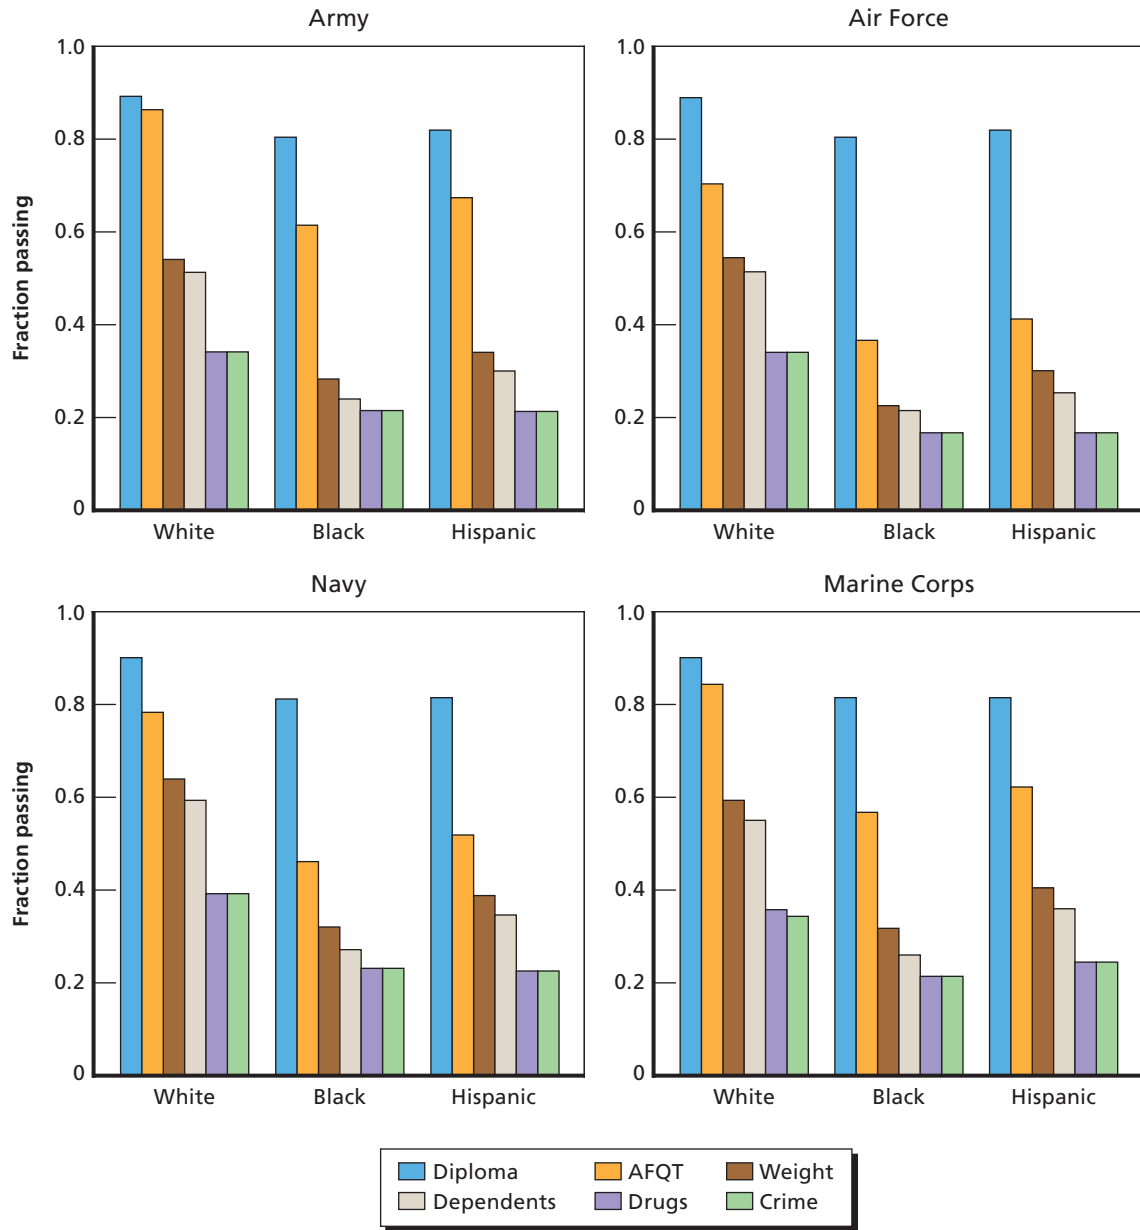 Army
Fraction passing
1.0
0.8
0.6
0.4
0.2
0
White Black Hispanic
Air Force
1.0
0.8
0.6
0.4
0.2
0
White Black Hispanic
Navy
Fraction passing
1.0
0.8
0.6
0.4
0.2
0
White Black Hispanic
Marine Corps
1.0
0.8
0.6
0.4
0.2
0
White Black Hispanic
Diploma AFQT Weight
Dependents Drugs Crime